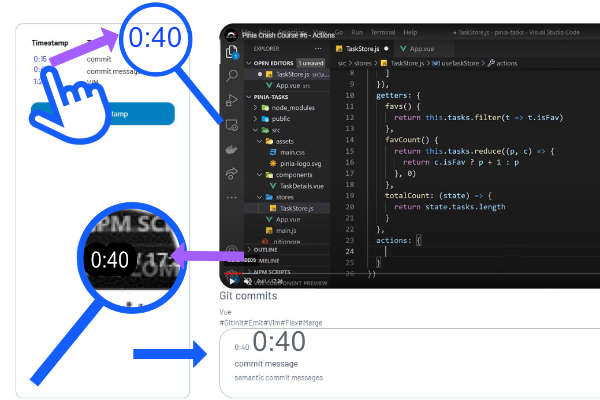 Timestamp
0:40
0:15
commit
commit message
Pinia Crash Course #6 - Actions
Go Run Terminal Help
TaskStore.js - pinia-tasks - Visual Studio Code
EXPLORER
OPEN EDITORS 1 unsaved
TaskStore.js
App.vue src
PINIA-TASKS
node_modules
public
src
assets
main.css
pinia-logo.svg
components
TaskDetails.vue
stores
TaskStore.js
App.vue
main.js
.gitignore
OUTLINE
NPM SCRIPTS
VUE COMPONENT PREVIEW
TaskStore.js
App.vue
src > stores > TaskStore.js > useTaskStore > actions
8 ]
9 }),
10 getters: {
11 favs() {
12 return this.tasks.filter(t => t.isFav)
13 },
14 favCount() {
15 return this.tasks.reduce((p, c) => {
16 return c.isFav ? p + 1 : p
17 }, 0)
18 },
19 totalCount: (state) => {
20 return state.tasks.length
21 }
22 },
23 actions: {
24
25 }
26 })
NPM SCRI
0:40 / 17:
COM
Git commits
Vue
#GitInit#Emit#Vim#Flex#Merge
0:40 0:40
commit message
semantic commit messages